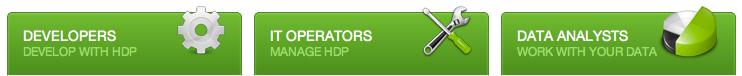 DEVELOPERS
DEVELOP WITH HDP
IT OPERATORS
MANAGE HDP
DATA ANALYSTS
WORK WITH YOUR DATA